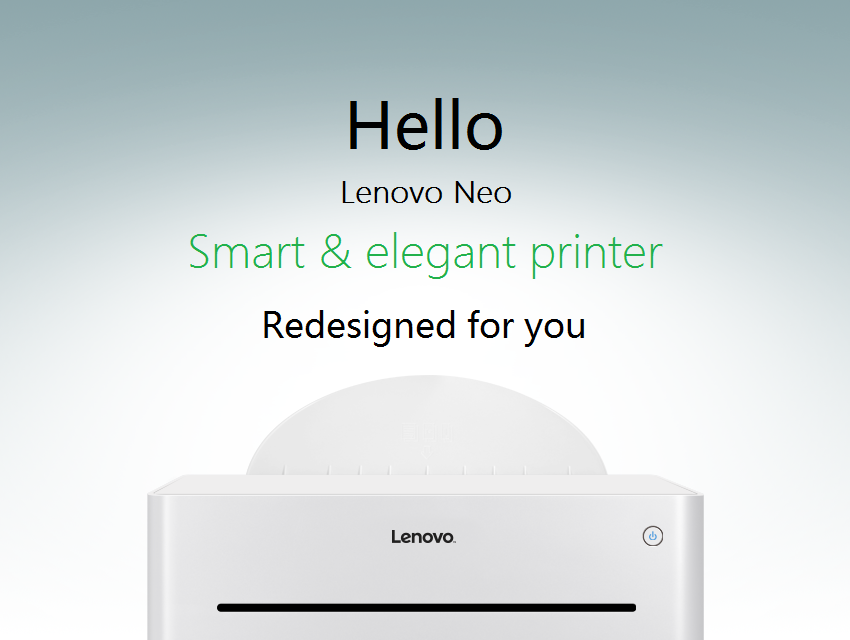 Hello
Lenovo Neo
Smart & elegant printer
Redesigned for you
Lenovo.